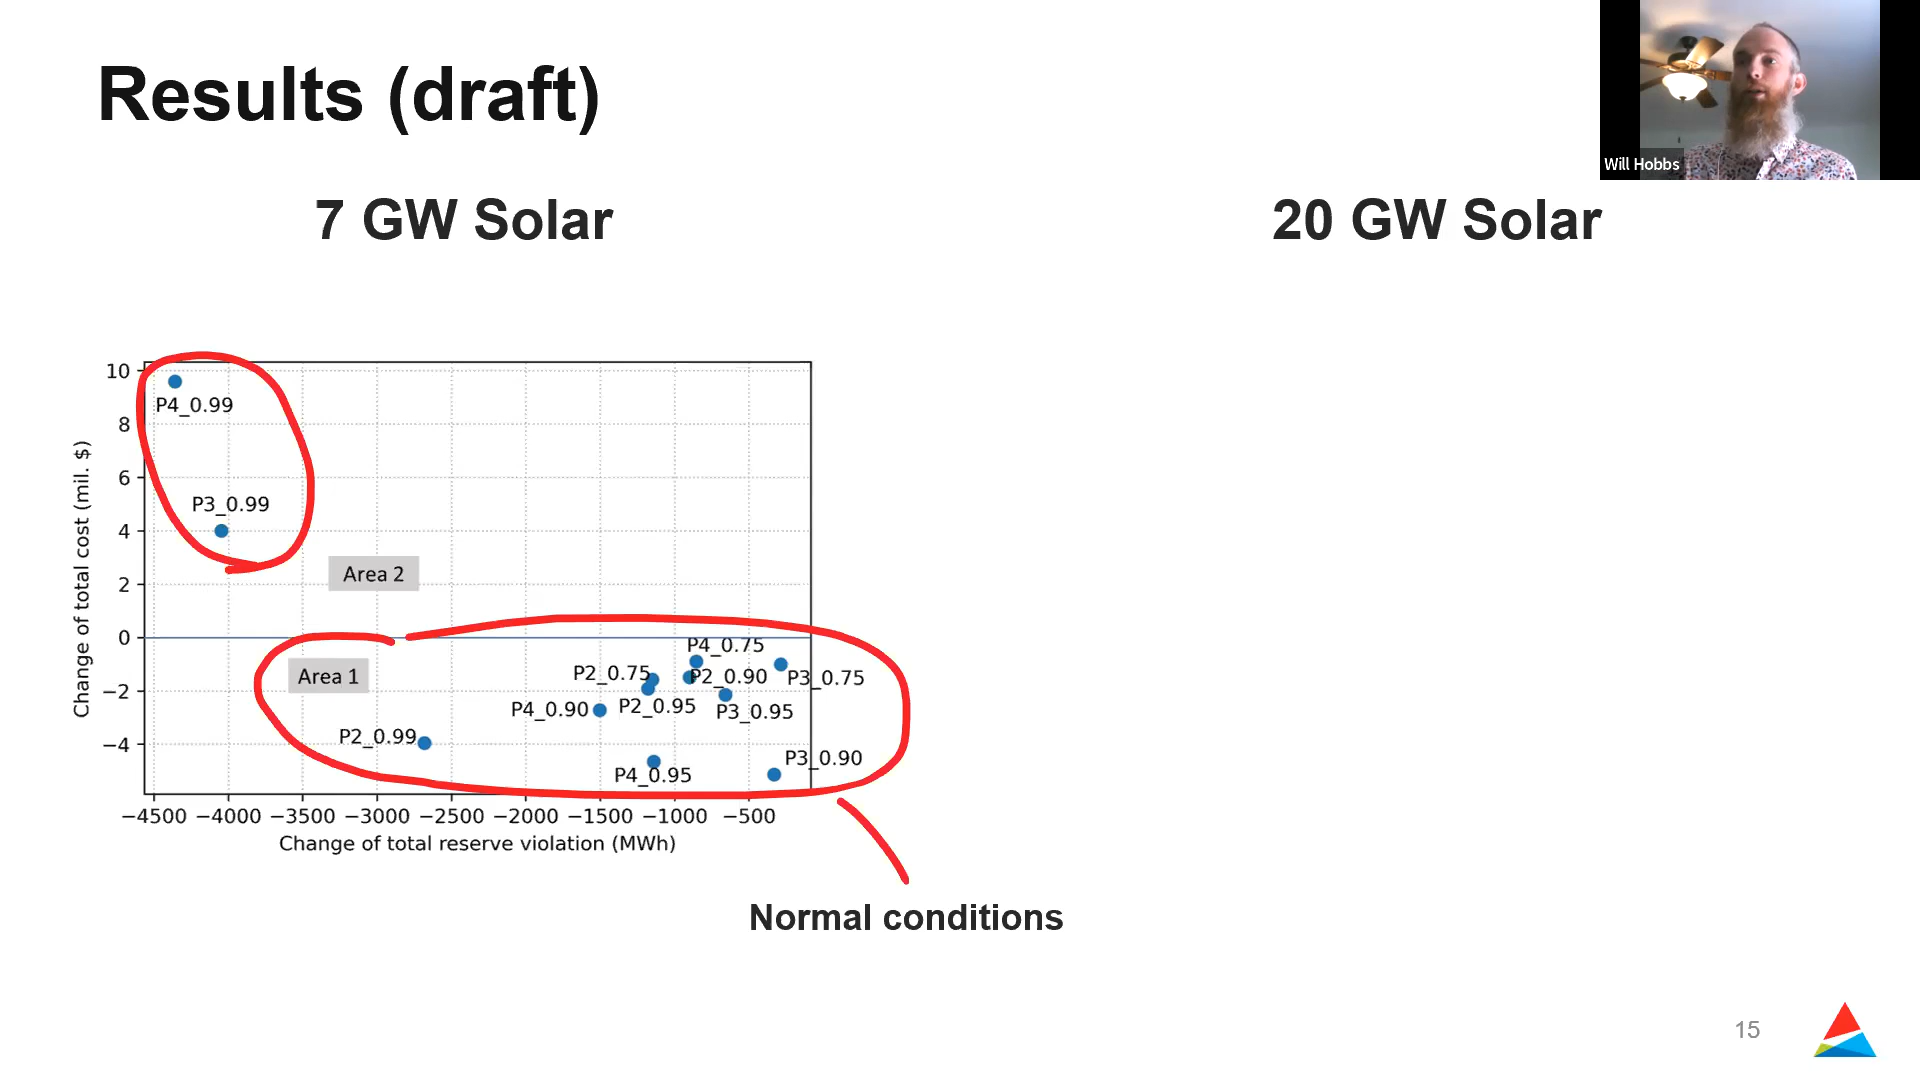 Results (draft)
Will Hobbs
7 GW Solar
20 GW Solar
10
8
6
4
2
0
−2
−4
Change of total cost (mil. $)
P4_0.99
P3_0.99
Area 2
Area 1
P4_0.75
P2_0.75
P2_0.90
P3_0.75
P4_0.90
P2_0.95
P3_0.95
P2_0.99
P3_0.90
P4_0.95
−4500 −4000 −3500 −3000 −2500 −2000 −1500 −1000 −500
Change of total reserve violation (MWh)
Normal conditions
15